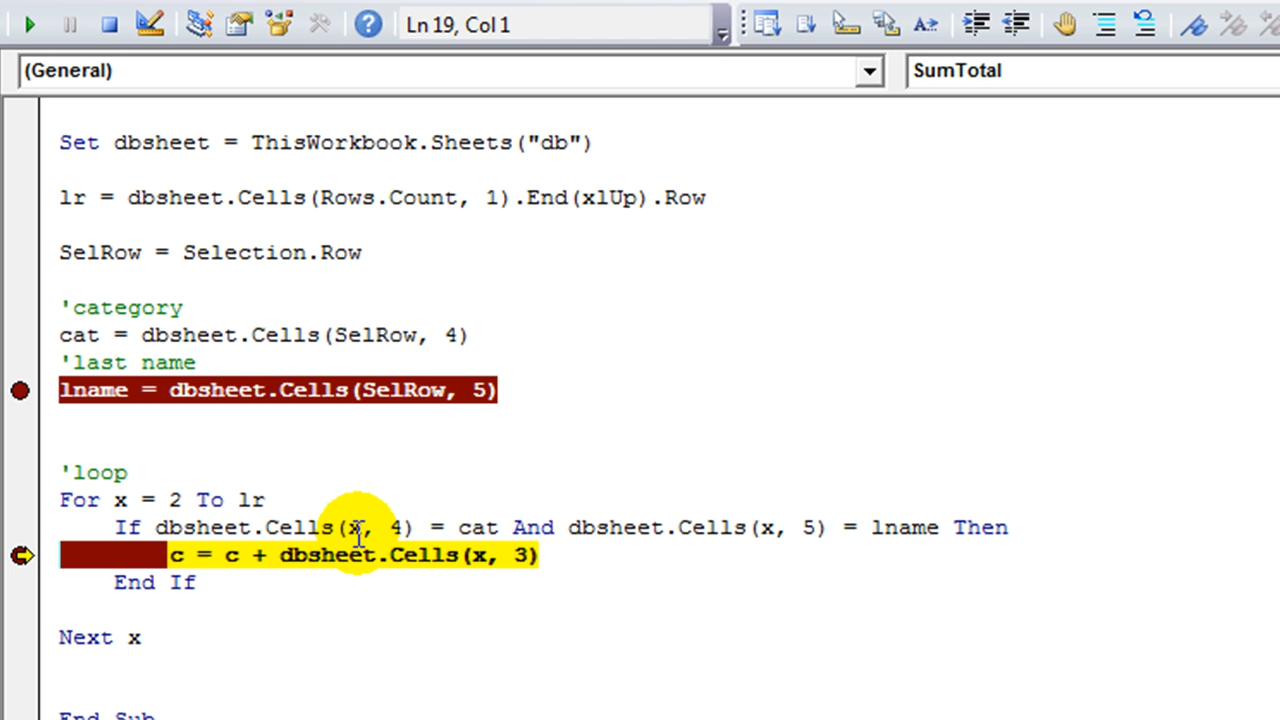 Ln 19, Col 1
(General)
SumTotal
Set dbsheet = ThisWorkbook.Sheets("db")
lr = dbsheet.Cells(Rows.Count, 1).End(xlUp).Row
SelRow = Selection.Row
'category
cat = dbsheet.Cells(SelRow, 4)
'last name
lname = dbsheet.Cells(SelRow, 5)
'loop
For x = 2 To lr
If dbsheet.Cells(x, 4) = cat And dbsheet.Cells(x, 5) = lname Then
c = c + dbsheet.Cells(x, 3)
End If
Next x
End Sub